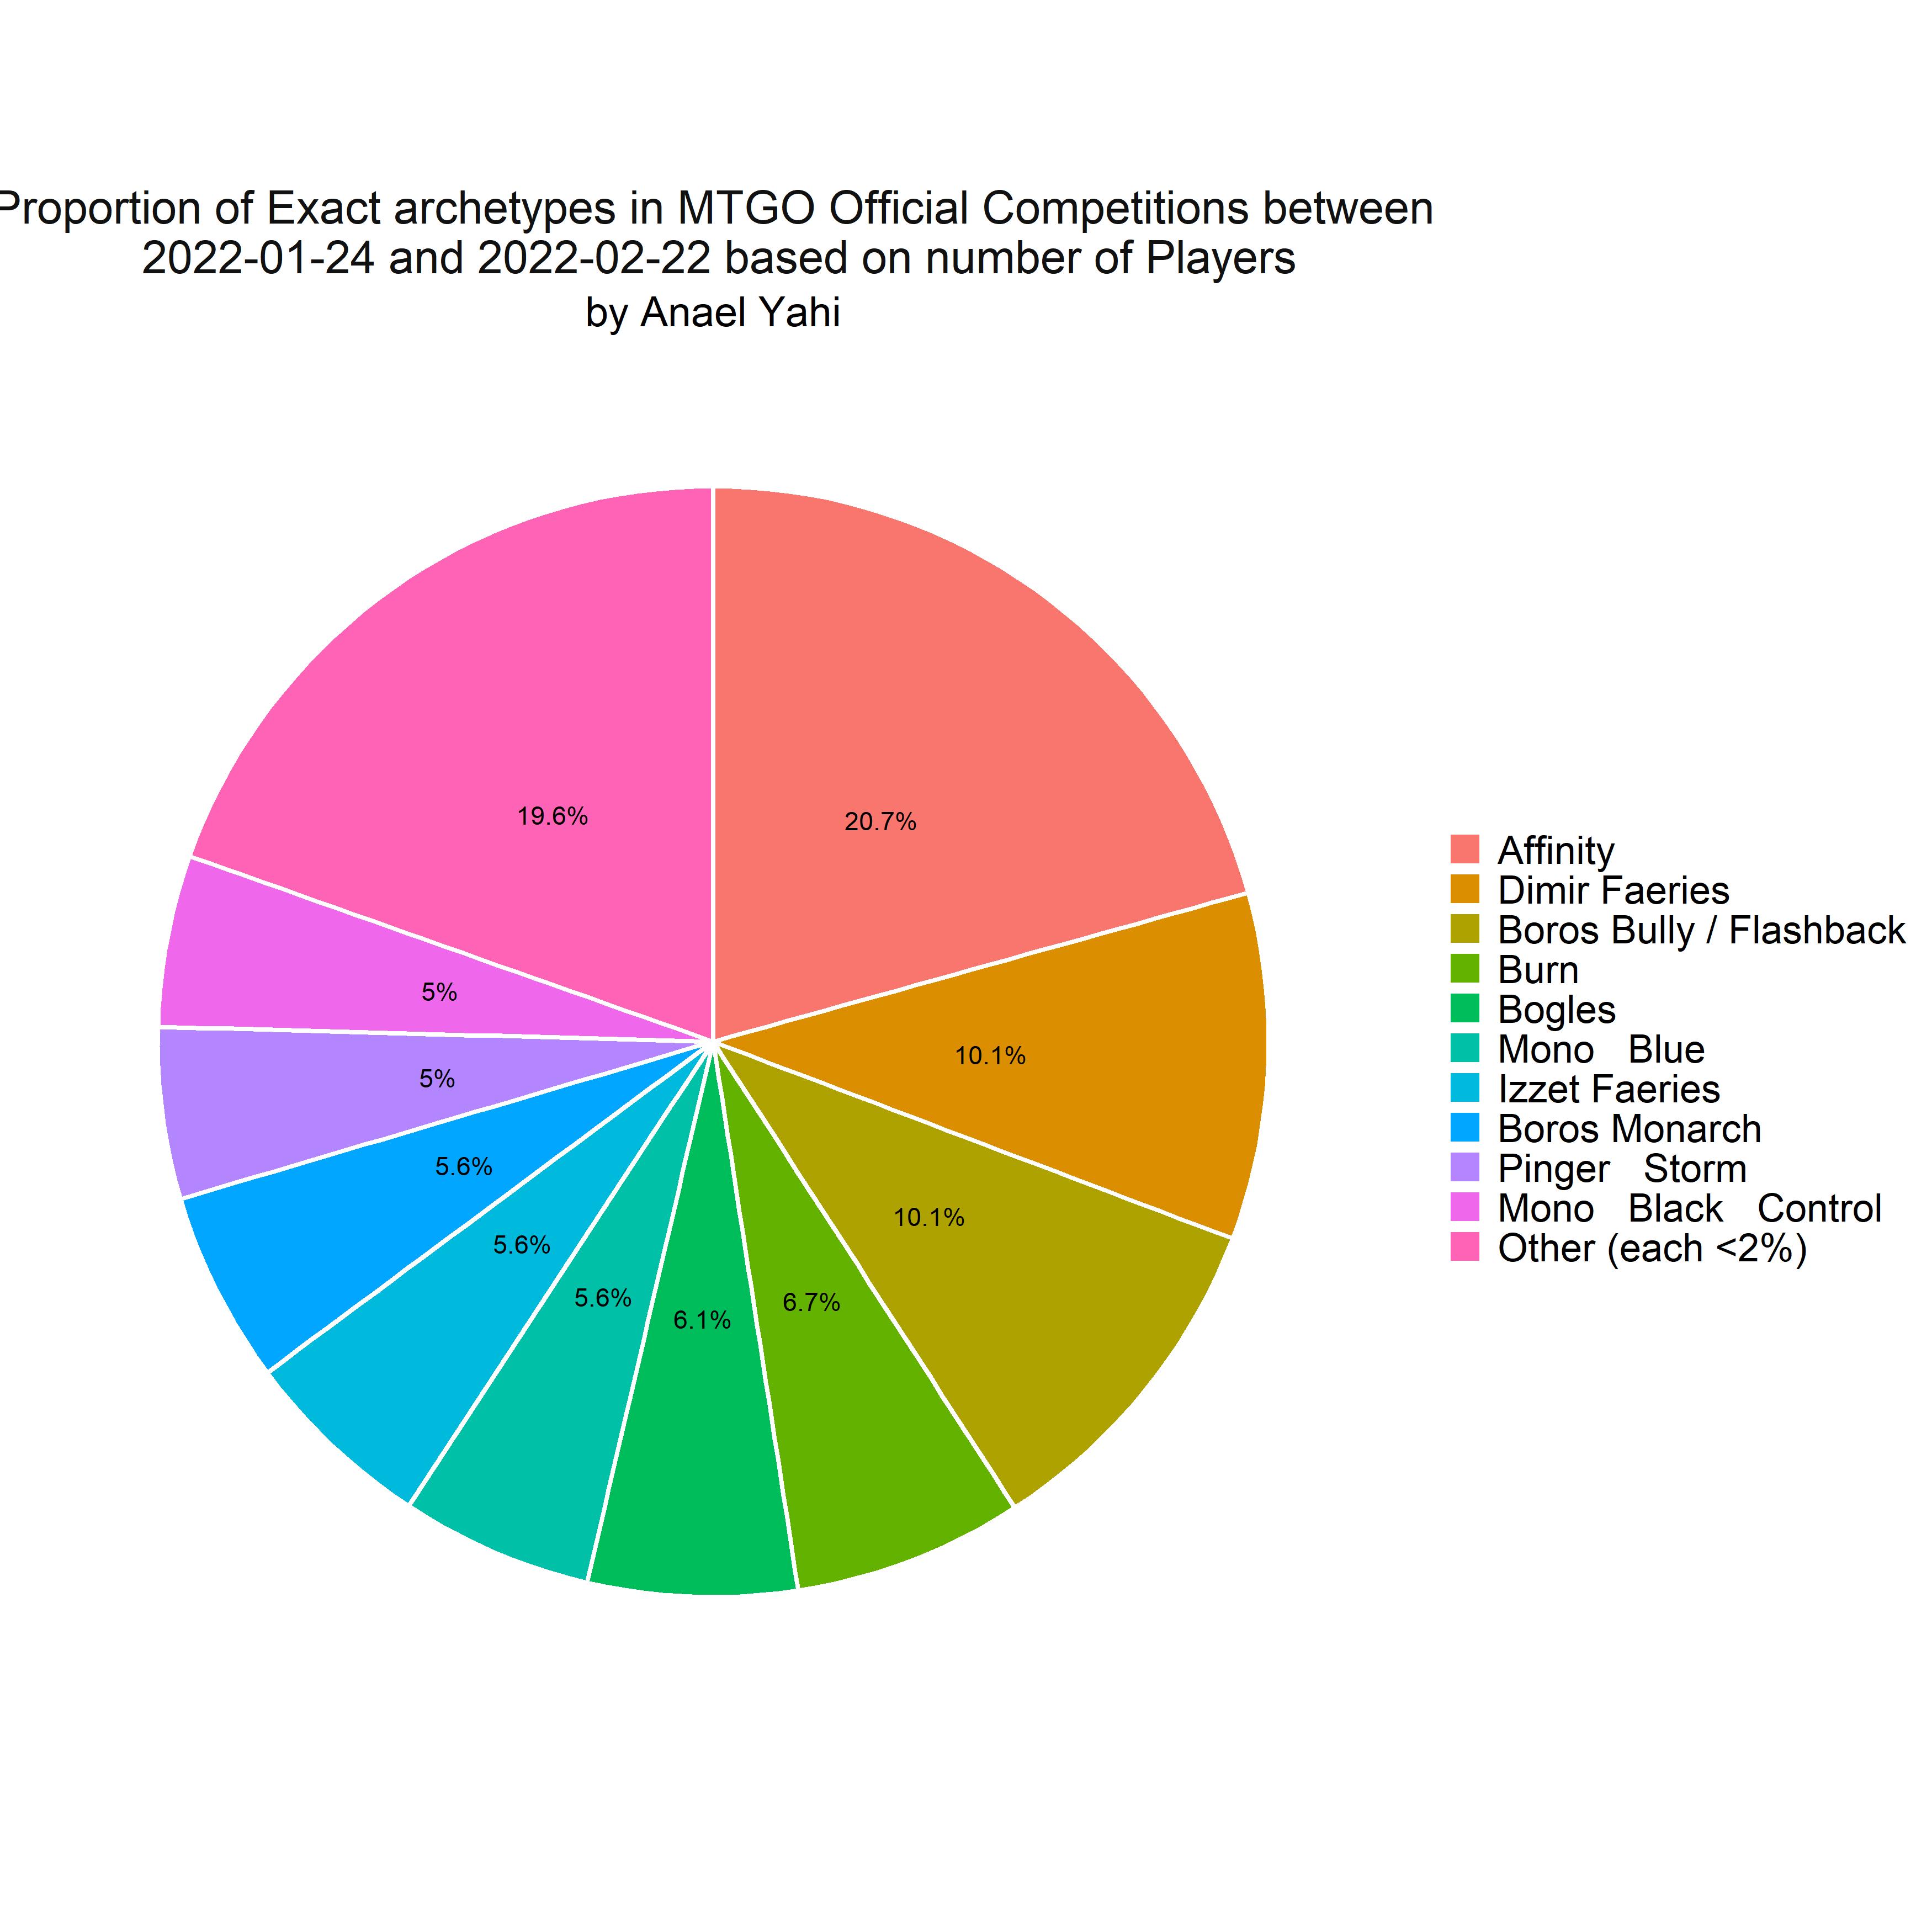 Proportion of Exact archetypes in MTGO Official Competitions between
2022-01-24 and 2022-02-22 based on number of Players
by Anael Yahi
19.6%
20.7%
5%
10.1%
5%
5.6%
10.1%
5.6%
5.6%
6.1%
6.7%
Affinity
Dimir Faeries
Boros Bully / Flashback
Burn
Bogles
Mono Blue
Izzet Faeries
Boros Monarch
Pinger Storm
Mono Black Control
Other (each <2%)